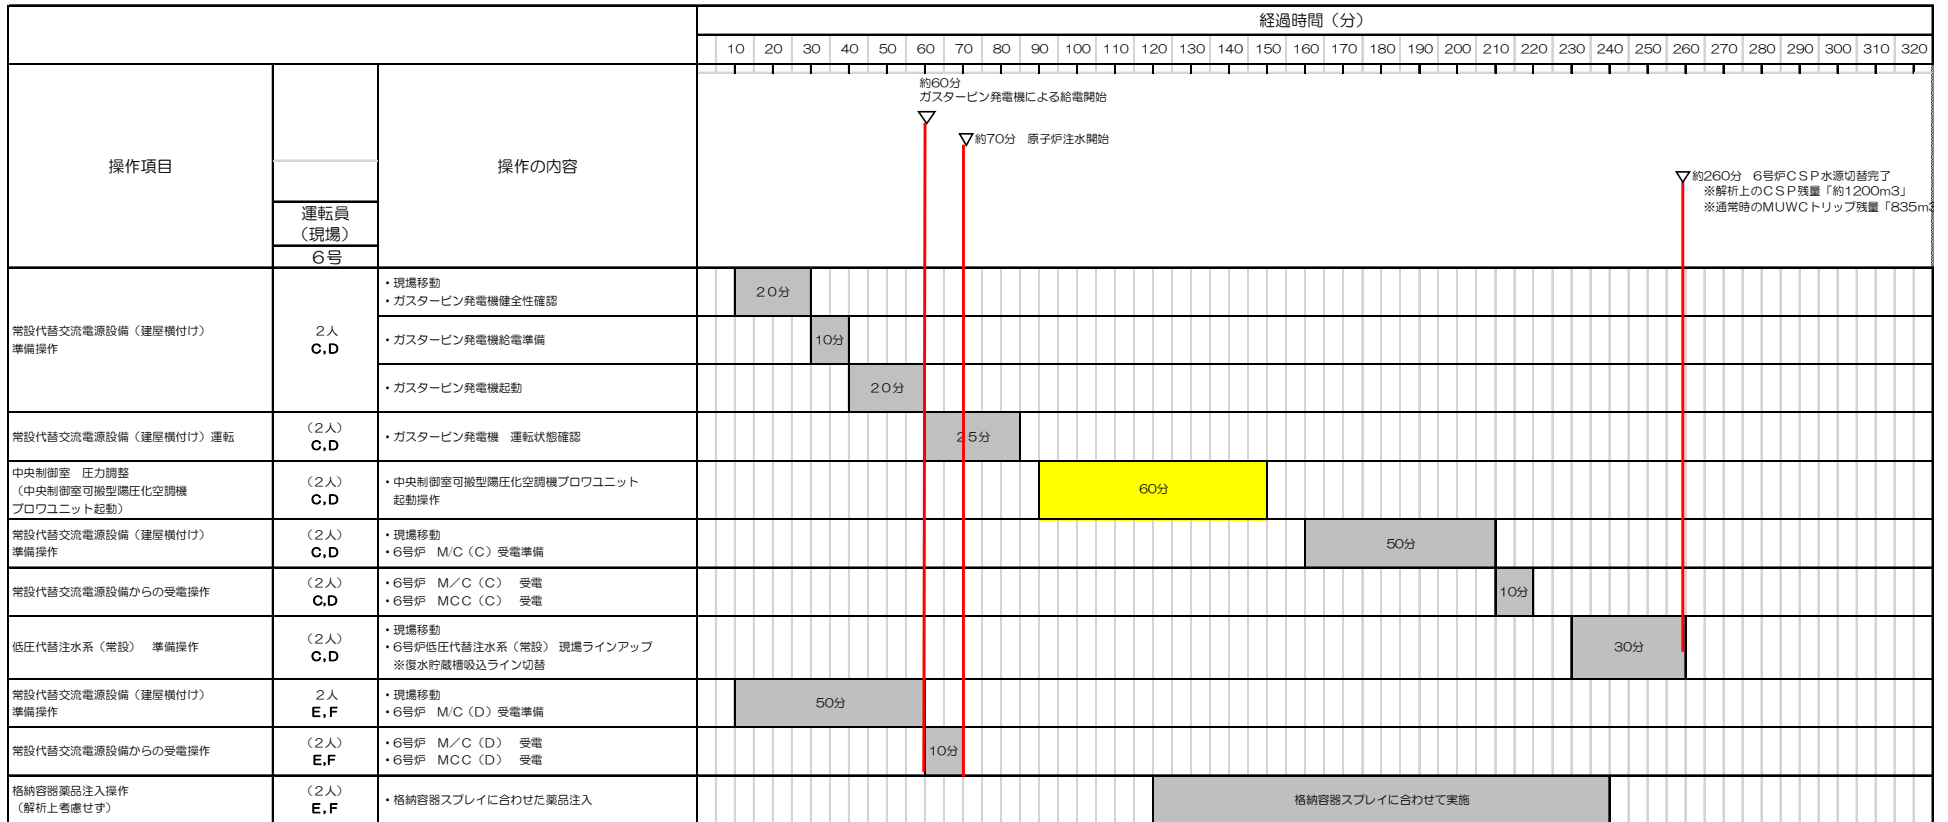 経過時間（分）
10 20 30 40 50 60 70 80 90 100 110 120 130 140 150 160 170 180 190 200 210 220 230 240 250 260 270 280 290 300 310 320
操作項目
運転員
（現場）
6号
操作の内容
約60分
ガスタービン発電機による給電開始
約70分　原子炉注水開始
約260分　6号炉ＣＳＰ水源切替完了
※解析上のＣＳＰ残量「約1200m3」
※通常時のMUWCトリップ残量「835m3
常設代替交流電源設備（建屋横付け）
準備操作
2人
C,D
・現場移動
・ガスタービン発電機健全性確認
20分
・ガスタービン発電機給電準備
10分
・ガスタービン発電機起動
20分
常設代替交流電源設備（建屋横付け）運転
（2人）
C,D
・ガスタービン発電機　運転状態確認
25分
中央制御室　圧力調整
（中央制御室可搬型陽圧化空調機
ブロワユニット起動）
（2人）
C,D
・中央制御室可搬型陽圧化空調機ブロワユニット
起動操作
60分
常設代替交流電源設備（建屋横付け）
準備操作
（2人）
C,D
・現場移動
・6号炉　M/C（C）受電準備
50分
常設代替交流電源設備からの受電操作
（2人）
C,D
・6号炉　M／C（C）　受電
・6号炉　MCC（C）　受電
10分
低圧代替注水系（常設）　準備操作
（2人）
C,D
・現場移動
・6号炉低圧代替注水系（常設） 現場ラインアップ
※復水貯蔵槽吸込ライン切替
30分
常設代替交流電源設備（建屋横付け）
準備操作
2人
E,F
・現場移動
・6号炉　M/C（D）受電準備
50分
常設代替交流電源設備からの受電操作
（2人）
E,F
・6号炉　M／C（D）　受電
・6号炉　MCC（D）　受電
10分
格納容器薬品注入操作
（解析上考慮せず）
（2人）
E,F
・格納容器スプレイに合わせた薬品注入
格納容器スプレイに合わせて実施